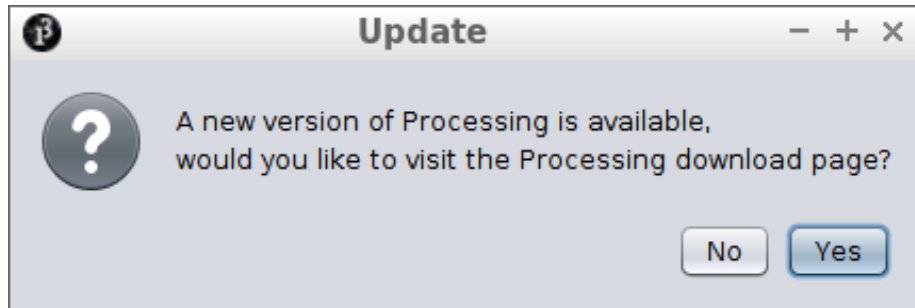 Update
A new version of Processing is available,
would you like to visit the Processing download page?
No
Yes